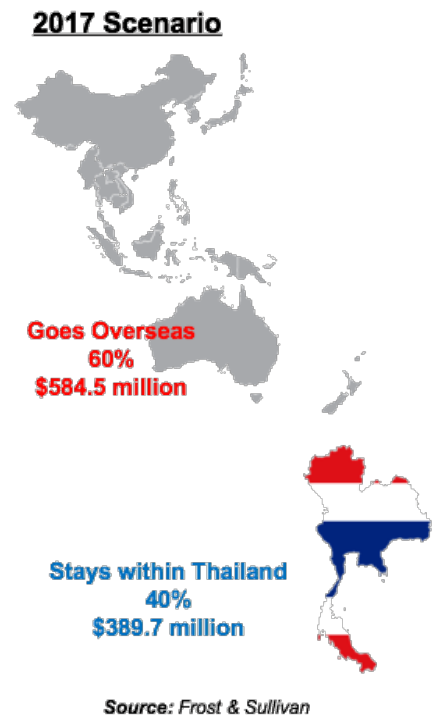 2017 Scenario
Goes Overseas
60%
$584.5 million
Stays within Thailand
40%
$389.7 million
Source: Frost & Sullivan